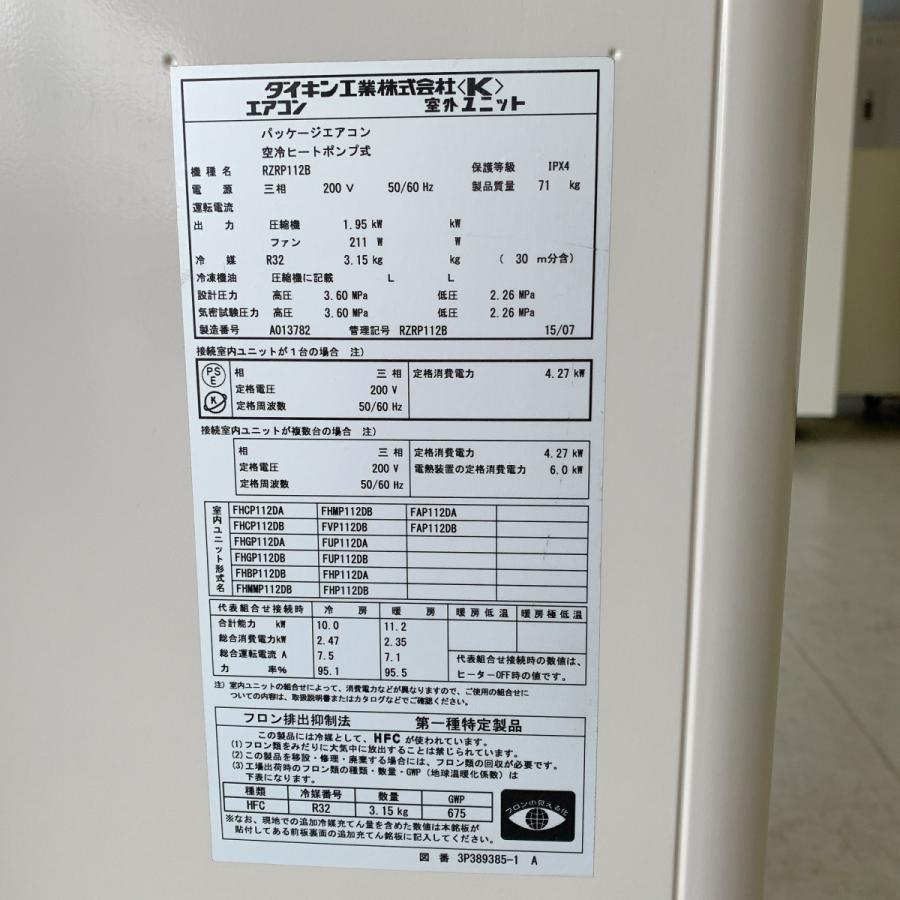 ダイキン工業株式会社〈K〉
エアコン 室外ユニット
パッケージエアコン
空冷ヒートポンプ式
機種名 RZRP112B 保護等級 IPX4
電源 三相 200 V 50/60 Hz 製品質量 71 kg
運転電流
出力 圧縮機 1.95 kW kW
ファン 211 W W
冷媒 R32 3.15 kg kg ( 30 m分含)
冷凍機油 圧縮機に記載 L L
設計圧力 高圧 3.60 MPa 低圧 2.26 MPa
気密試験圧力 高圧 3.60 MPa 低圧 2.26 MPa
製造番号 A013782 管理記号 RZRP112B 15/07
接続室内ユニットが1台の場合 注)
PSE 相 三相 定格消費電力 4.27 kW
定格電圧 200 V
K 定格周波数 50/60 Hz
接続室内ユニットが複数台の場合 注)
相 三相 定格消費電力 4.27 kW
定格電圧 200 V 電熱装置の定格消費電力 6.0 kW
定格周波数 50/60 Hz
室内ユニット形式名
FHCP112DA FHMP112DB FAP112DA
FHCP112DB FVP112DB FAP112DB
FHGP112DA FUP112DA
FHGP112DB FUP112DB
FHBP112DB FHP112DA
FHMMP112DB FHP112DB
代表組合せ接続時 冷房 暖房 暖房低温 暖房極低温
合計能力 kW 10.0 11.2
総合消費電力kW 2.47 2.35
総合運転電流 A 7.5 7.1 代表組合せ接続時の数値は、
力率% 95.1 95.5 ヒーターOFF時の値です。
注) 室内ユニットの組合せによって、消費電力などが異なりますので、ご使用の組合せに
ついての内容は、取扱説明書またはカタログなどでご確認ください。
フロン排出抑制法 第一種特定製品
この製品には冷媒として、HFCが使われています。
(1)フロン類をみだりに大気中に放出することは禁じられています。
(2)この製品を移設・修理・廃棄する場合には、フロン類の回収が必要です。
(3)工場出荷時のフロン類の種類・数量・GWP(地球温暖化係数)は
下表になります。
種類 冷媒番号 数量 GWP
HFC R32 3.15kg 675
フロンの見える化
※なお、現地での追加冷媒充てん量を含めた数値は本銘板が
貼付してある前板裏面の追加充てん銘板に記入してください。
図番 3P389385-1 A